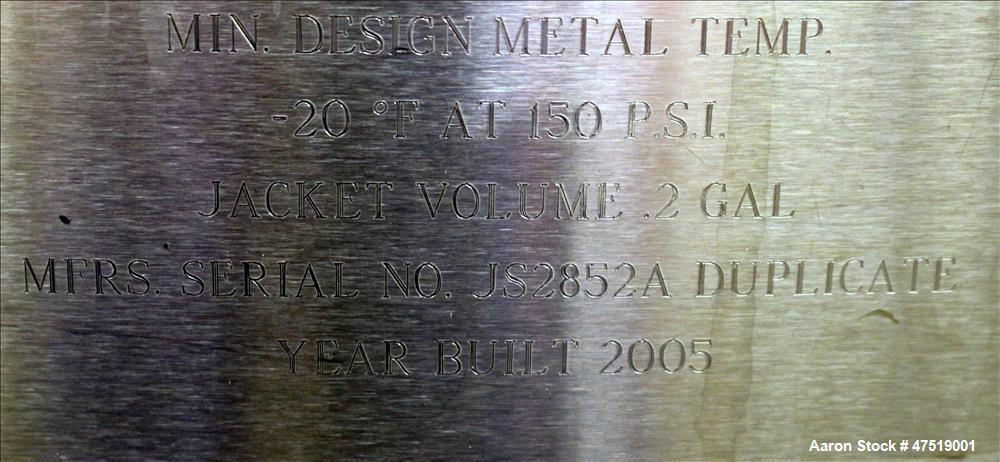 MIN. DESIGN METAL TEMP.
-20 °F AT 150 P.S.I.
JACKET VOLUME .2 GAL
MFRS. SERIAL NO. JS2852A DUPLICATE
YEAR BUILT 2005
Aaron Stock # 47519001